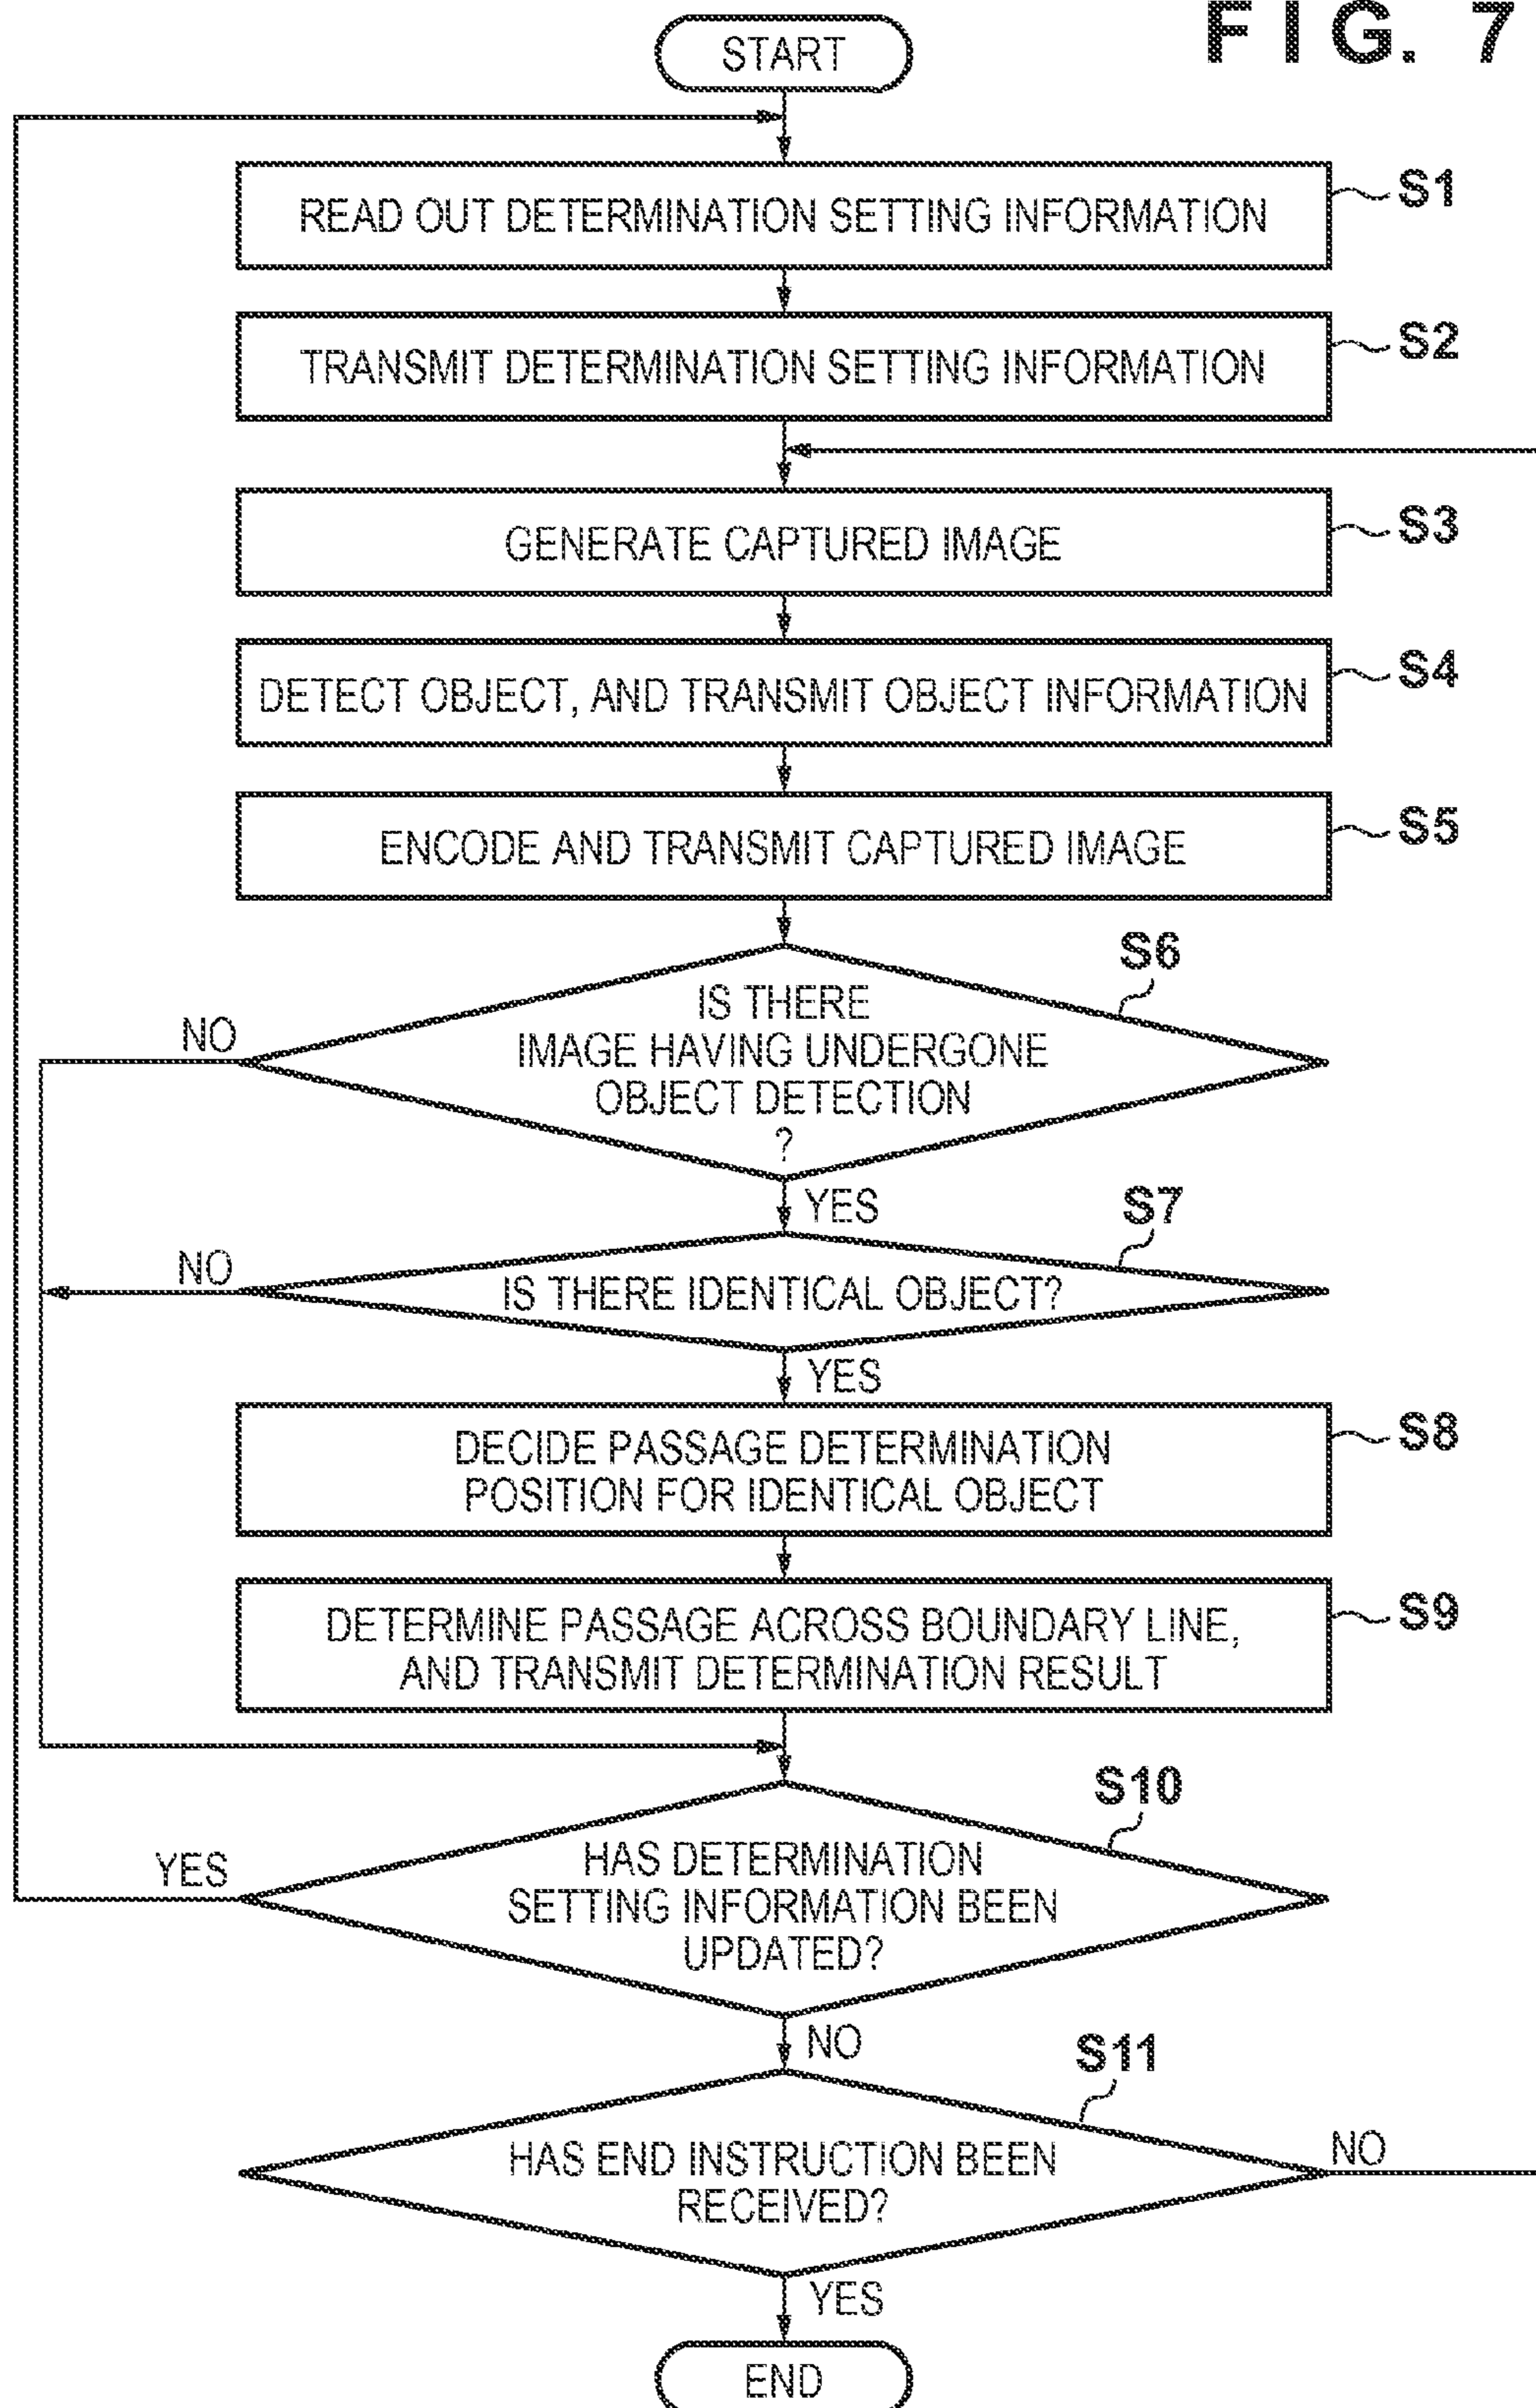 FIG. 7
START
READ OUT DETERMINATION SETTING INFORMATION
S1
TRANSMIT DETERMINATION SETTING INFORMATION
S2
GENERATE CAPTURED IMAGE
S3
DETECT OBJECT, AND TRANSMIT OBJECT INFORMATION
S4
ENCODE AND TRANSMIT CAPTURED IMAGE
S5
S6
IS THERE
IMAGE HAVING UNDERGONE
OBJECT DETECTION
?
NO
YES
S7
IS THERE IDENTICAL OBJECT?
NO
YES
DECIDE PASSAGE DETERMINATION
POSITION FOR IDENTICAL OBJECT
S8
DETERMINE PASSAGE ACROSS BOUNDARY LINE,
AND TRANSMIT DETERMINATION RESULT
S9
S10
HAS DETERMINATION
SETTING INFORMATION BEEN
UPDATED?
YES
NO
S11
HAS END INSTRUCTION BEEN
RECEIVED?
NO
YES
END